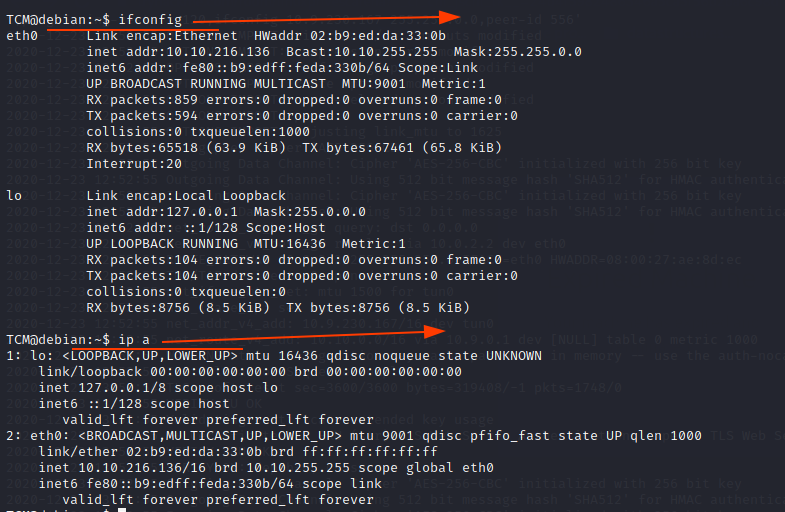 TCM@debian:~$ ifconfig
eth0      Link encap:Ethernet  HWaddr 02:b9:ed:da:33:0b
          inet addr:10.10.216.136  Bcast:10.10.255.255  Mask:255.255.0.0
          inet6 addr: fe80::b9:edff:feda:330b/64 Scope:Link
          UP BROADCAST RUNNING MULTICAST  MTU:9001  Metric:1
          RX packets:859 errors:0 dropped:0 overruns:0 frame:0
          TX packets:594 errors:0 dropped:0 overruns:0 carrier:0
          collisions:0 txqueuelen:1000
          RX bytes:65518 (63.9 KiB)  TX bytes:67461 (65.8 KiB)
          Interrupt:20
lo        Link encap:Local Loopback
          inet addr:127.0.0.1  Mask:255.0.0.0
          inet6 addr: ::1/128 Scope:Host
          UP LOOPBACK RUNNING  MTU:16436  Metric:1
          RX packets:104 errors:0 dropped:0 overruns:0 frame:0
          TX packets:104 errors:0 dropped:0 overruns:0 carrier:0
          collisions:0 txqueuelen:0
          RX bytes:8756 (8.5 KiB)  TX bytes:8756 (8.5 KiB)
TCM@debian:~$ ip a
1: lo: <LOOPBACK,UP,LOWER_UP> mtu 16436 qdisc noqueue state UNKNOWN
    link/loopback 00:00:00:00:00:00 brd 00:00:00:00:00:00
    inet 127.0.0.1/8 scope host lo
    inet6 ::1/128 scope host
       valid_lft forever preferred_lft forever
2: eth0: <BROADCAST,MULTICAST,UP,LOWER_UP> mtu 9001 qdisc pfifo_fast state UP qlen 1000
    link/ether 02:b9:ed:da:33:0b brd ff:ff:ff:ff:ff:ff
    inet 10.10.216.136/16 brd 10.10.255.255 scope global eth0
    inet6 fe80::b9:edff:feda:330b/64 scope link
       valid_lft forever preferred_lft forever
TCM@debian:~$